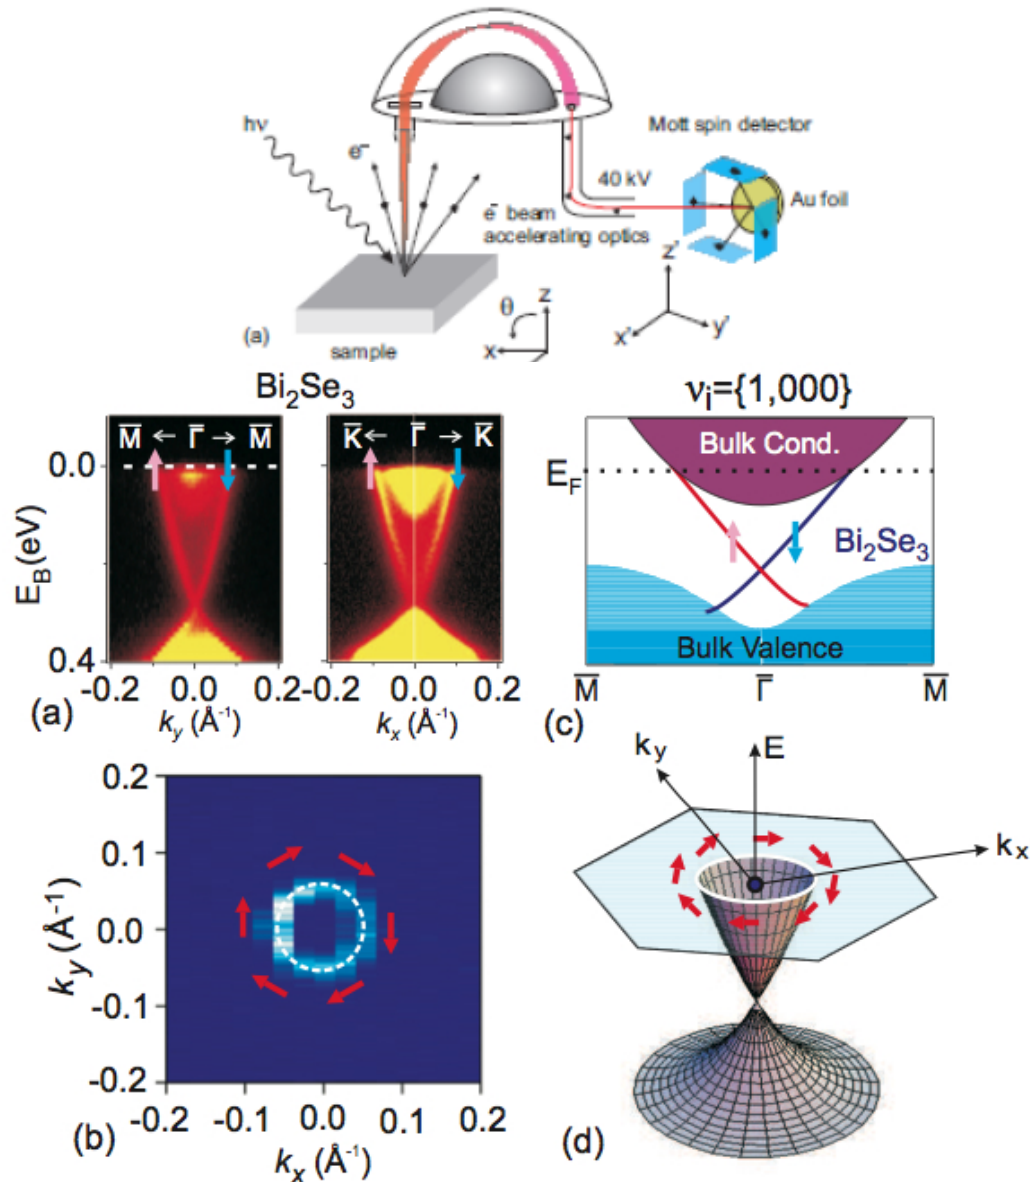 hν
e⁻
Mott spin detector
40 kV
Au foil
e⁻ beam
accelerating optics
z'
θ
z
x
x'
y'
(a)
sample
Bi₂Se₃
νᵢ={1,000}
M̅ ← Γ̅ → M̅
K̅ ← Γ̅ → K̅
0.0
E_B(eV)
0.4
-0.2 0.0 0.2
-0.2 0.0 0.2
k_y (Å⁻¹)
k_x (Å⁻¹)
(a)
Bulk Cond.
E_F
Bi₂Se₃
Bulk Valence
M̅ Γ̅ M̅
(c)
0.2
0.1
0.0
-0.1
-0.2
k_y (Å⁻¹)
-0.2 -0.1 0.0 0.1 0.2
k_x (Å⁻¹)
(b)
k_y
E
k_x
(d)